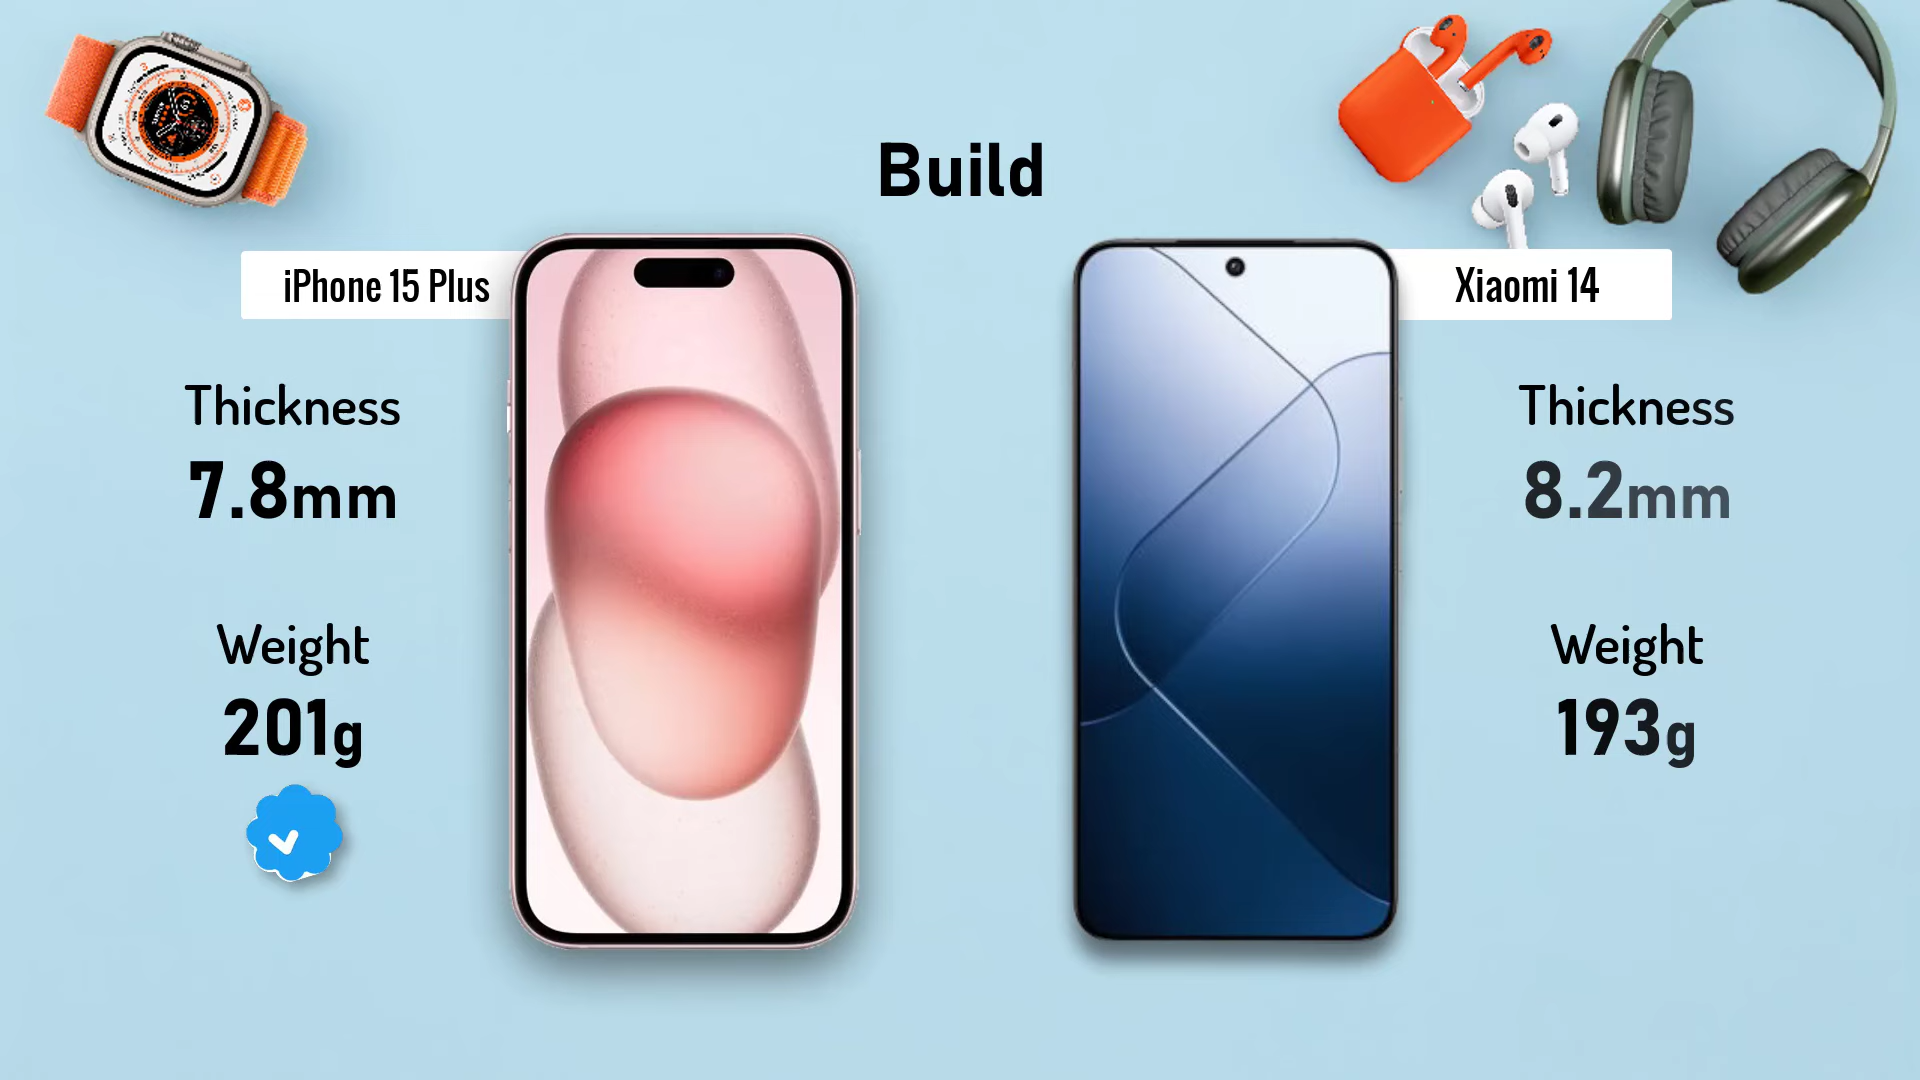 Build
iPhone 15 Plus
Thickness
7.8mm
Weight
201g
Xiaomi 14
Thickness
8.2mm
Weight
193g